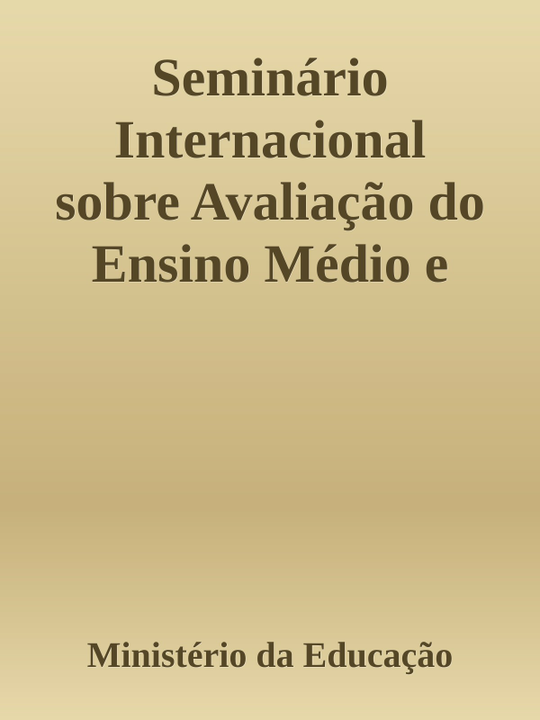 Seminário
Internacional
sobre Avaliação do
Ensino Médio e
Ministério da Educação